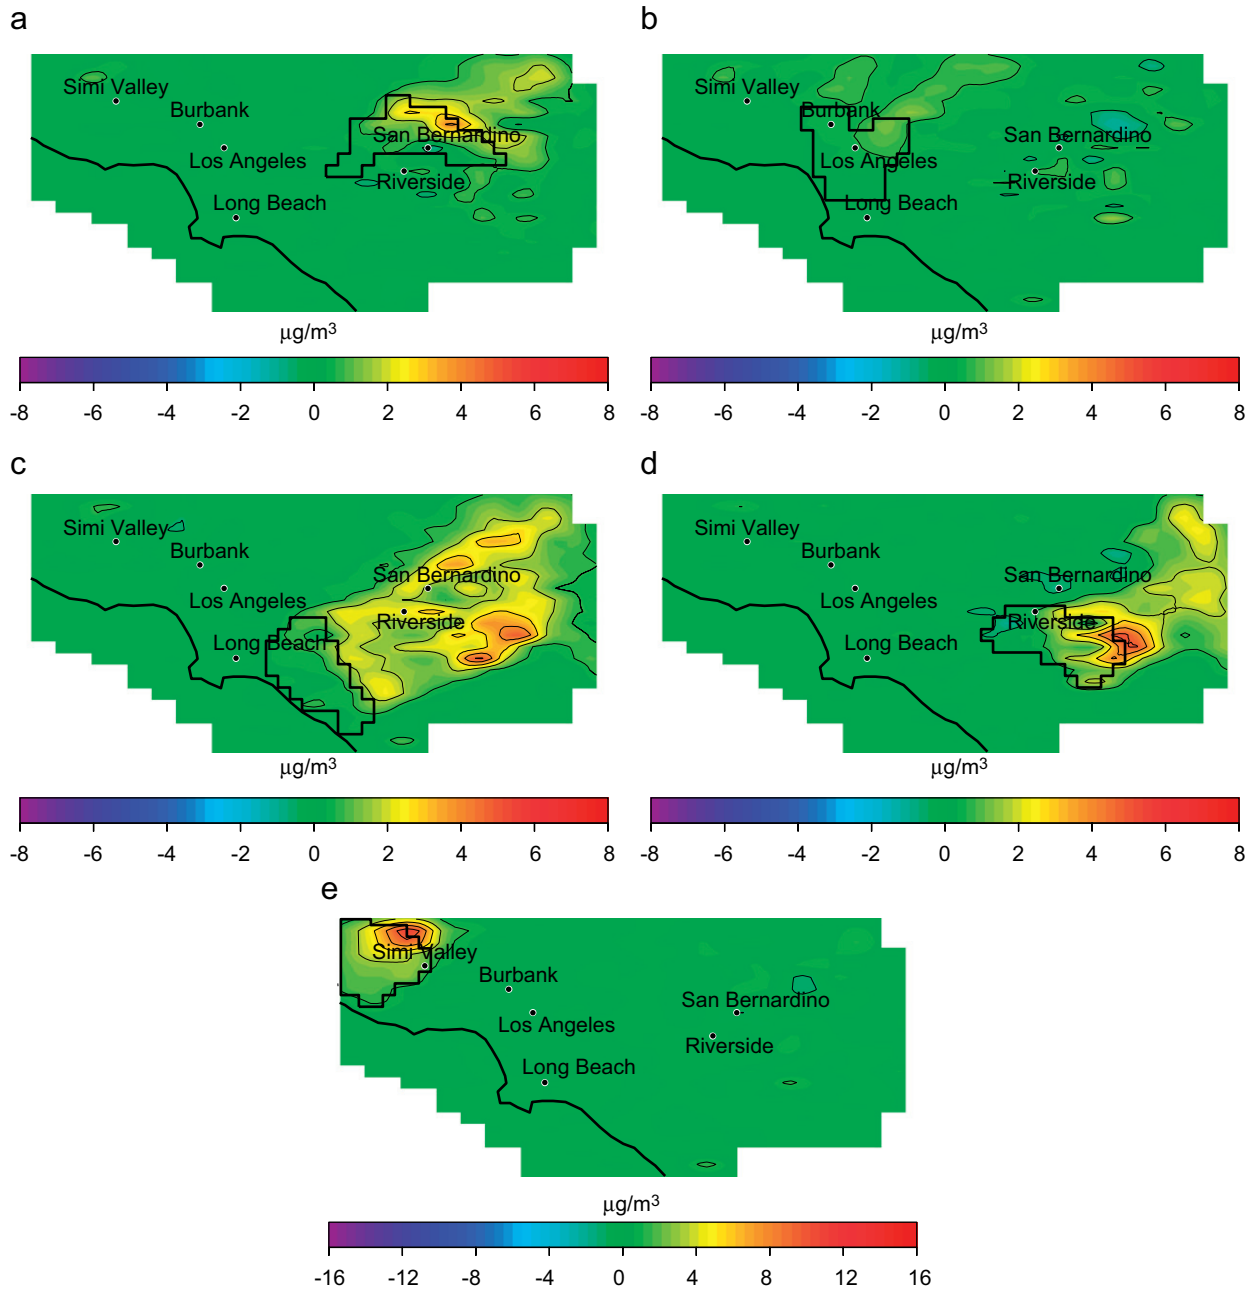 a
b
Simi Valley
Burbank
San Bernardino
Los Angeles
Riverside
Long Beach
Simi Valley
Burbank
San Bernardino
Los Angeles
Riverside
Long Beach
μg/m³
μg/m³
-8 -6 -4 -2 0 2 4 6 8
-8 -6 -4 -2 0 2 4 6 8
c
d
Simi Valley
Burbank
San Bernardino
Los Angeles
Riverside
Long Beach
Simi Valley
Burbank
San Bernardino
Los Angeles
Riverside
Long Beach
μg/m³
μg/m³
-8 -6 -4 -2 0 2 4 6 8
-8 -6 -4 -2 0 2 4 6 8
e
Simi Valley
Burbank
San Bernardino
Los Angeles
Riverside
Long Beach
μg/m³
-16 -12 -8 -4 0 4 8 12 16